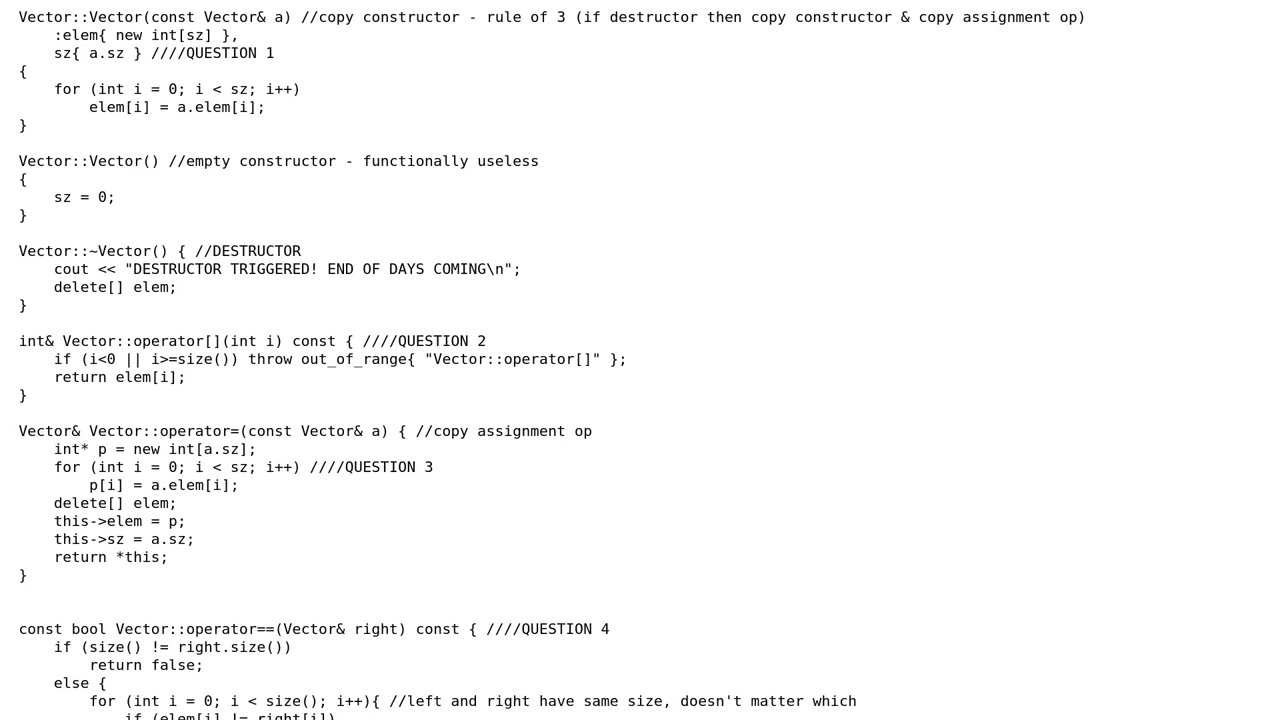 Vector::Vector(const Vector& a) //copy constructor - rule of 3 (if destructor then copy constructor & copy assignment op)
    :elem{ new int[sz] },
    sz{ a.sz } ////QUESTION 1
{
    for (int i = 0; i < sz; i++)
        elem[i] = a.elem[i];
}

Vector::Vector() //empty constructor - functionally useless
{
    sz = 0;
}

Vector::~Vector() { //DESTRUCTOR
    cout << "DESTRUCTOR TRIGGERED! END OF DAYS COMING\n";
    delete[] elem;
}

int& Vector::operator[](int i) const { ////QUESTION 2
    if (i<0 || i>=size()) throw out_of_range{ "Vector::operator[]" };
    return elem[i];
}

Vector& Vector::operator=(const Vector& a) { //copy assignment op
    int* p = new int[a.sz];
    for (int i = 0; i < sz; i++) ////QUESTION 3
        p[i] = a.elem[i];
    delete[] elem;
    this->elem = p;
    this->sz = a.sz;
    return *this;
}


const bool Vector::operator==(Vector& right) const { ////QUESTION 4
    if (size() != right.size())
        return false;
    else {
        for (int i = 0; i < size(); i++){ //left and right have same size, doesn't matter which
            if (elem[i] != right[i])